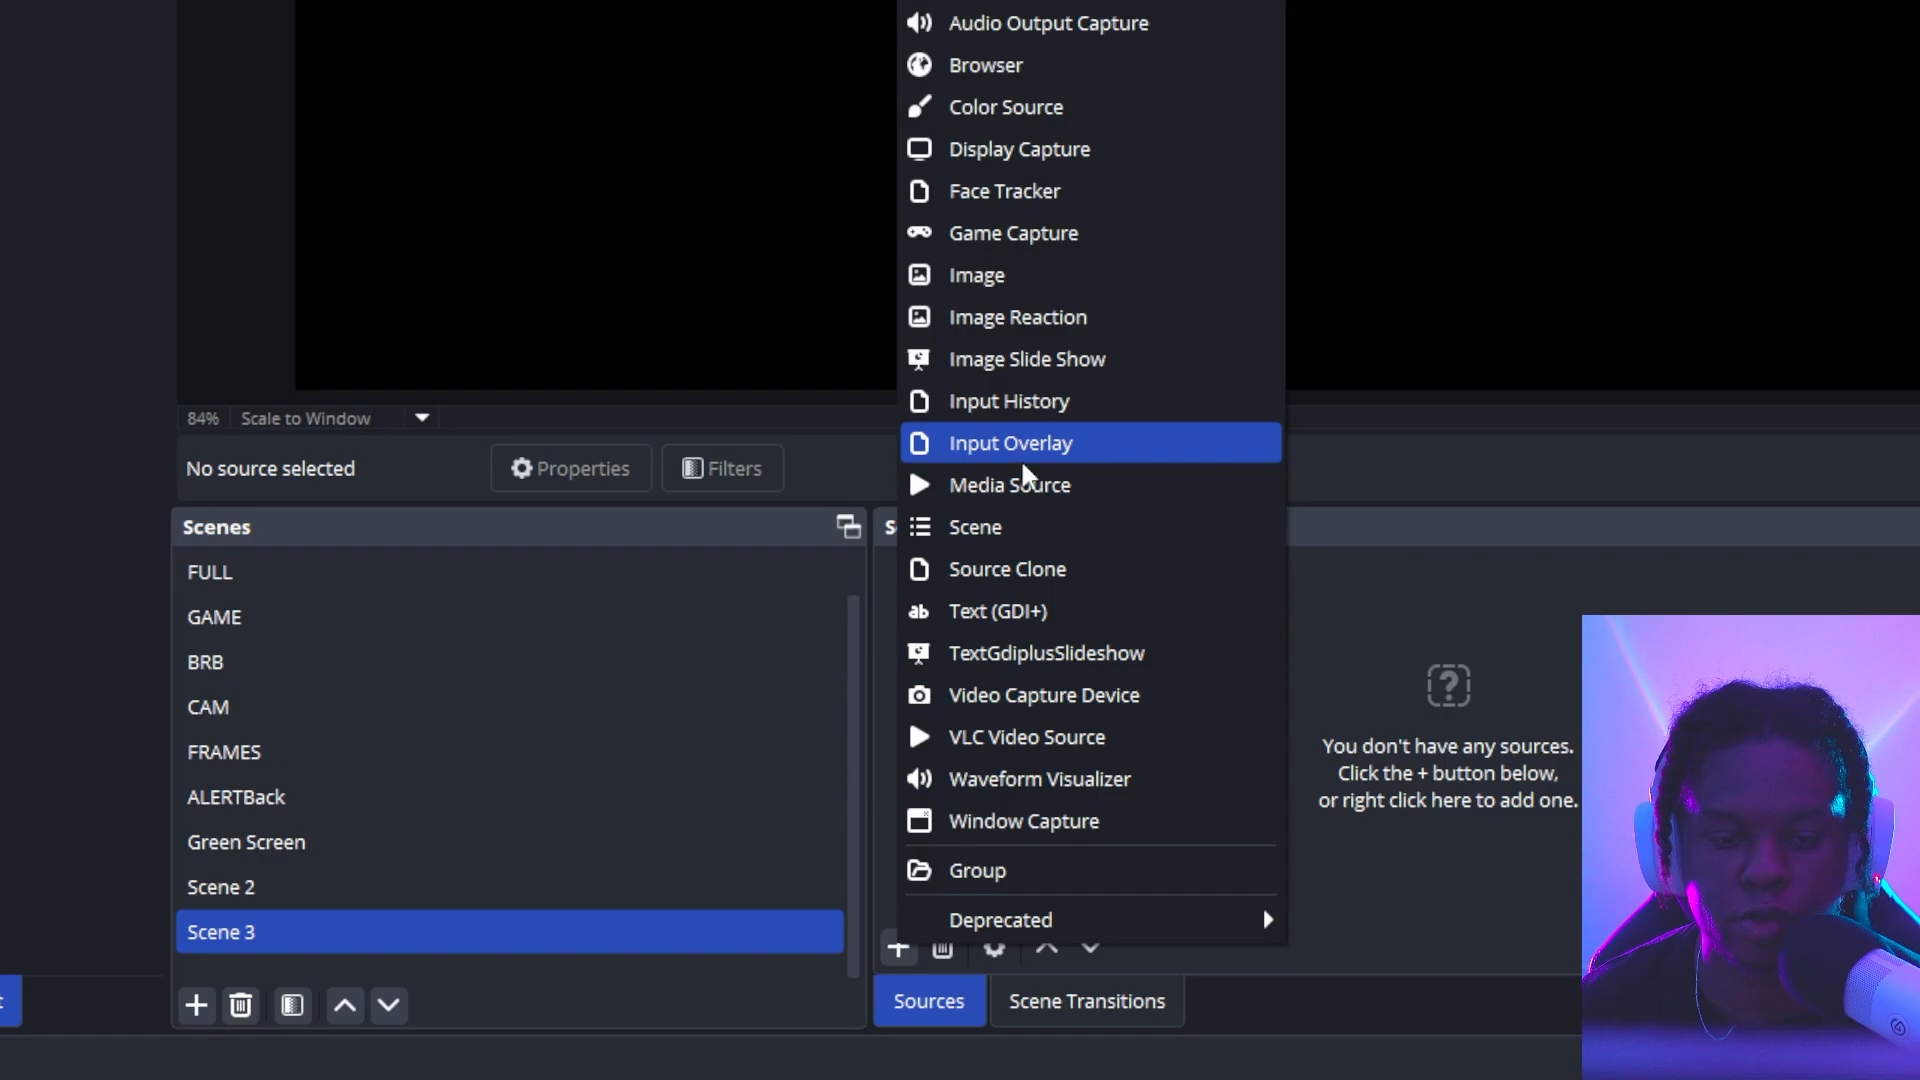 Audio Output Capture
Browser
Color Source
Display Capture
Face Tracker
Game Capture
Image
Image Reaction
Image Slide Show
Input History
Input Overlay
Media Source
Scene
Source Clone
Text (GDI+)
TextGdiplusSlideshow
Video Capture Device
VLC Video Source
Waveform Visualizer
Window Capture
Group
Deprecated
84% Scale to Window
No source selected
Properties
Filters
Scenes
FULL
GAME
BRB
CAM
FRAMES
ALERTBack
Green Screen
Scene 2
Scene 3
You don't have any sources.
Click the + button below,
or right click here to add one.
Sources
Scene Transitions